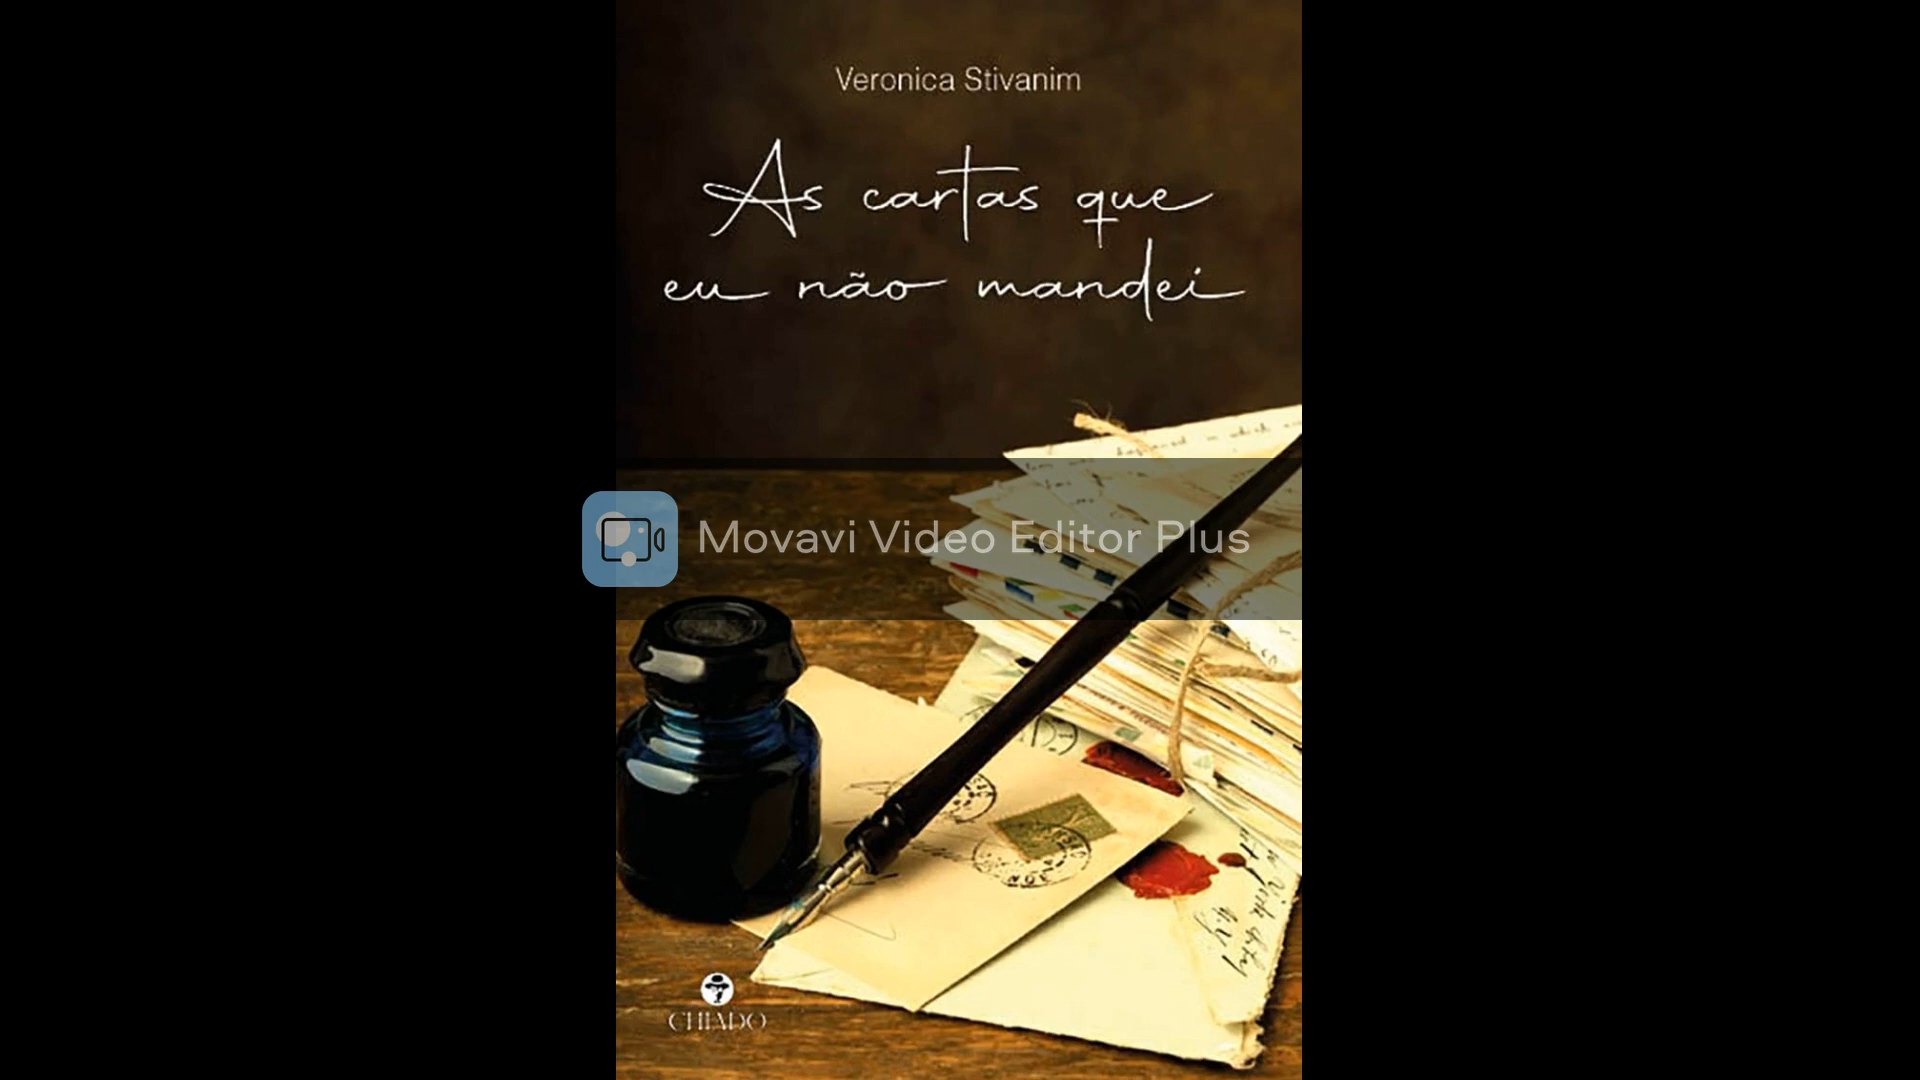 Veronica Stivanim
As cartas que
eu não mandei
Movavi Video Editor Plus
CHIADO